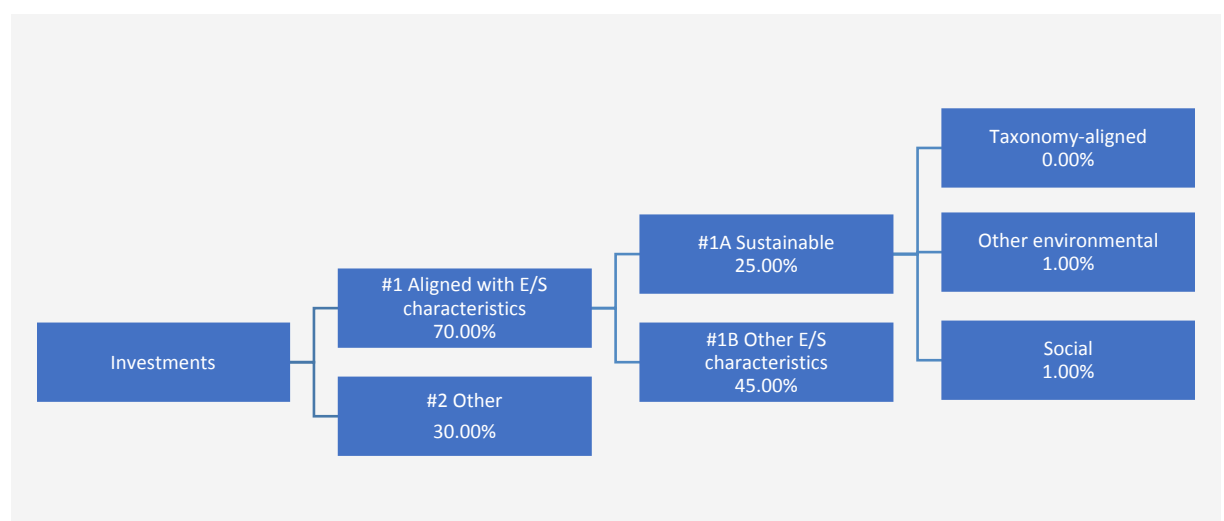 Investments
#1 Aligned with E/S
characteristics
70.00%
#2 Other
30.00%
#1A Sustainable
25.00%
#1B Other E/S
characteristics
45.00%
Taxonomy-aligned
0.00%
Other environmental
1.00%
Social
1.00%